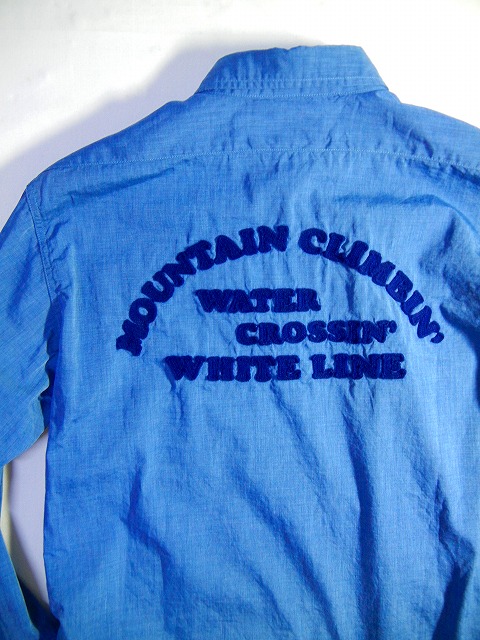 MOUNTAIN CLIMBIN'
WATER
CROSSIN'
WHITE LINE